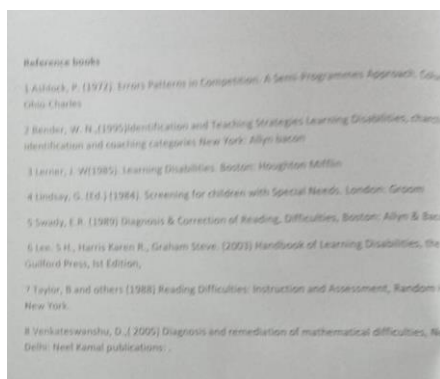 Reference books
1 Ashlock, P. (1972). Errors Patterns in Competition. A Semi-Programmes Approach,
Ohio Charles
2 Bender, W. N.,(1995)Identification and Teaching Strategies Learning Disabilities,
identification and coaching categories New York: Allyn bacon
3 Lerner, J. W(1985). Learning Disabilities. Boston: Houghton Mifflin
4 Lindsay, G. (Ed.) (1984). Screening for children with Special Needs. London: Groom
5 Swady, E.R. (1989) Diagnosis & Correction of Reading, Difficulties, Boston; Allyn &
6 Lee. S H., Harris Karen R., Graham Steve. (2003) Handbook of Learning Disabilities, the
Guilford Press, Ist Edition,
7 Taylor, B and others (1988) Reading Difficulties: Instruction and Assessment, Random
New York.
8 Venkateswanshu, D.,( 2005) Diagnosis and remediation of mathematical difficulties,
Delhi: Neel Kamal publications: .